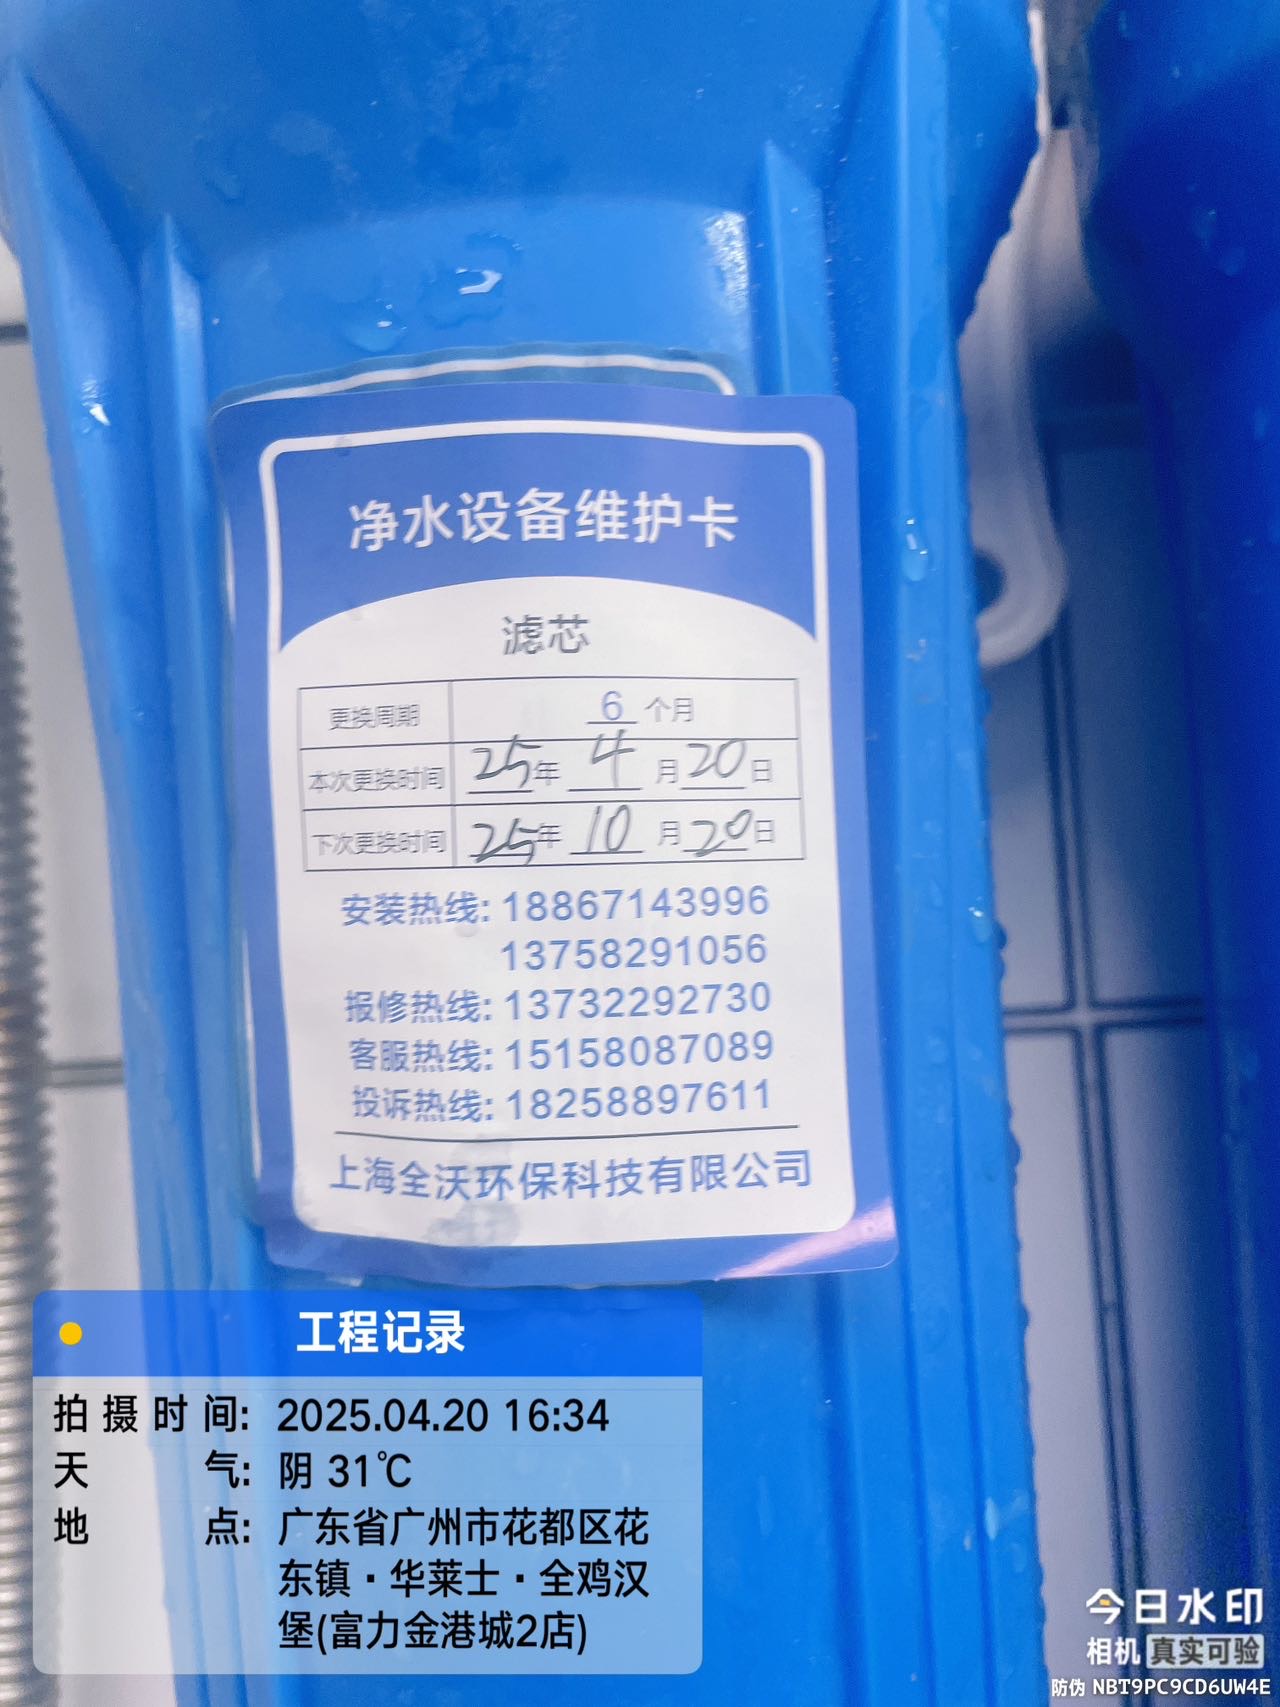 净水设备维护卡
滤芯
更换周期 6 个月
本次更换时间 25年 4 月 20日
下次更换时间 25年 10 月 20日
安装热线: 18867143996
13758291056
报修热线: 13732292730
客服热线: 15158087089
投诉热线: 18258897611
上海全沃环保科技有限公司
工程记录
拍摄时间: 2025.04.20 16:34
天气: 阴 31℃
地点: 广东省广州市花都区花
东镇·华莱士·全鸡汉
堡(富力金港城2店)
今日水印
相机 真实可验
防伪 NBT9PC9CD6UW4E